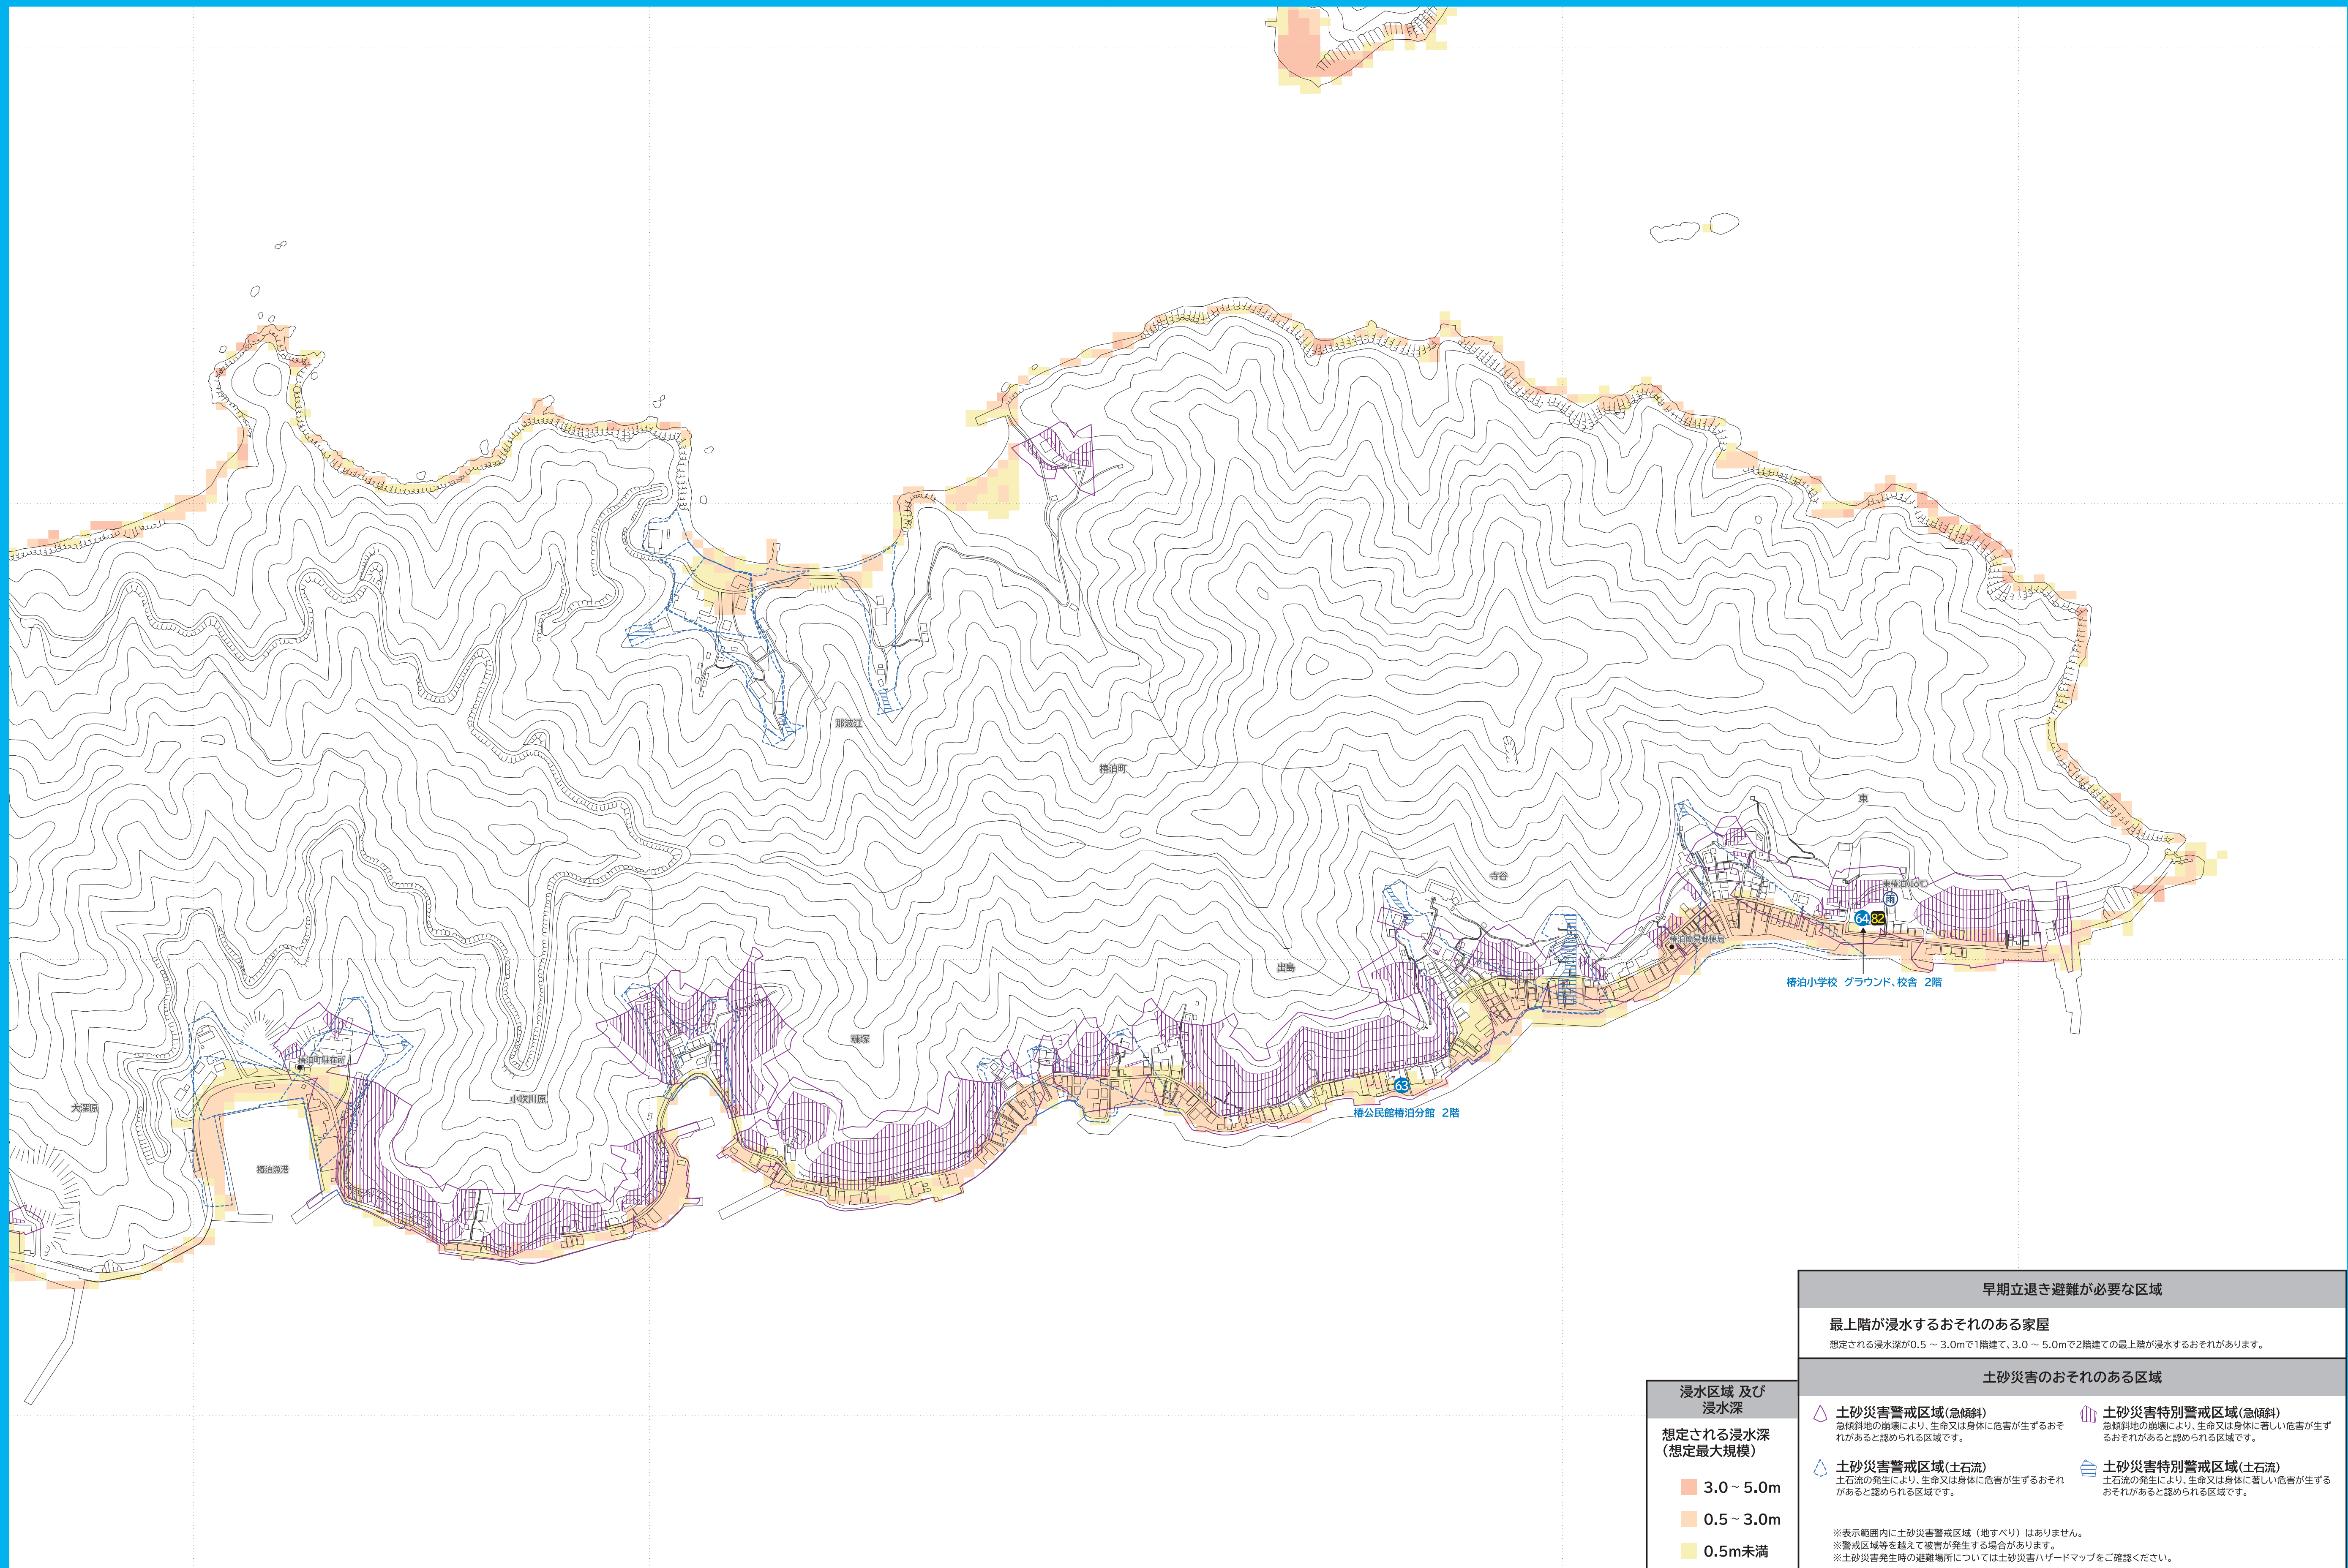 那波江
椿泊町
東
寺谷
東椿泊(IoT)
雨
64
82
椿泊簡易郵便局
椿泊小学校 グラウンド、校舎 2階
出島
糠塚
椿泊町駐在所
小吹川原
大深原
63
椿公民館椿泊分館 2階
椿泊漁港
早期立退き避難が必要な区域
最上階が浸水するおそれのある家屋
想定される浸水深が0.5 ～ 3.0mで1階建て、3.0 ～ 5.0mで2階建ての最上階が浸水するおそれがあります。
土砂災害のおそれのある区域
土砂災害警戒区域(急傾斜)
急傾斜地の崩壊により、生命又は身体に危害が生ずるおそ
れがあると認められる区域です。
土砂災害特別警戒区域(急傾斜)
急傾斜地の崩壊により、生命又は身体に著しい危害が生ず
るおそれがあると認められる区域です。
土砂災害警戒区域(土石流)
土石流の発生により、生命又は身体に危害が生ずるおそれ
があると認められる区域です。
土砂災害特別警戒区域(土石流)
土石流の発生により、生命又は身体に著しい危害が生ずる
おそれがあると認められる区域です。
※表示範囲内に土砂災害警戒区域（地すべり）はありません。
※警戒区域等を越えて被害が発生する場合があります。
※土砂災害発生時の避難場所については土砂災害ハザードマップをご確認ください。
浸水区域 及び
浸水深
想定される浸水深
（想定最大規模）
3.0 ~ 5.0m
0.5 ~ 3.0m
0.5m未満